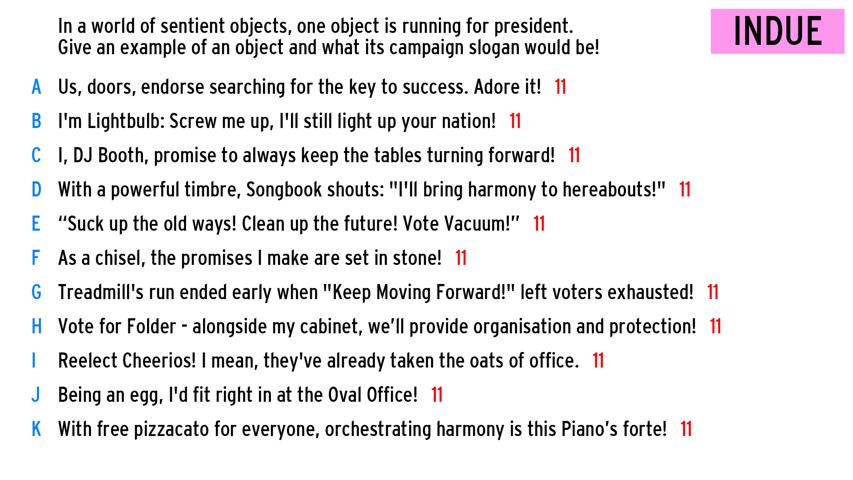 In a world of sentient objects, one object is running for president.
Give an example of an object and what its campaign slogan would be!
INDUE
A Us, doors, endorse searching for the key to success. Adore it! 11
B I'm Lightbulb: Screw me up, I'll still light up your nation! 11
C I, DJ Booth, promise to always keep the tables turning forward! 11
D With a powerful timbre, Songbook shouts: "I'll bring harmony to hereabouts!" 11
E “Suck up the old ways! Clean up the future! Vote Vacuum!” 11
F As a chisel, the promises I make are set in stone! 11
G Treadmill's run ended early when "Keep Moving Forward!" left voters exhausted! 11
H Vote for Folder - alongside my cabinet, we’ll provide organisation and protection! 11
I Reelect Cheerios! I mean, they've already taken the oats of office. 11
J Being an egg, I'd fit right in at the Oval Office! 11
K With free pizzacato for everyone, orchestrating harmony is this Piano’s forte! 11